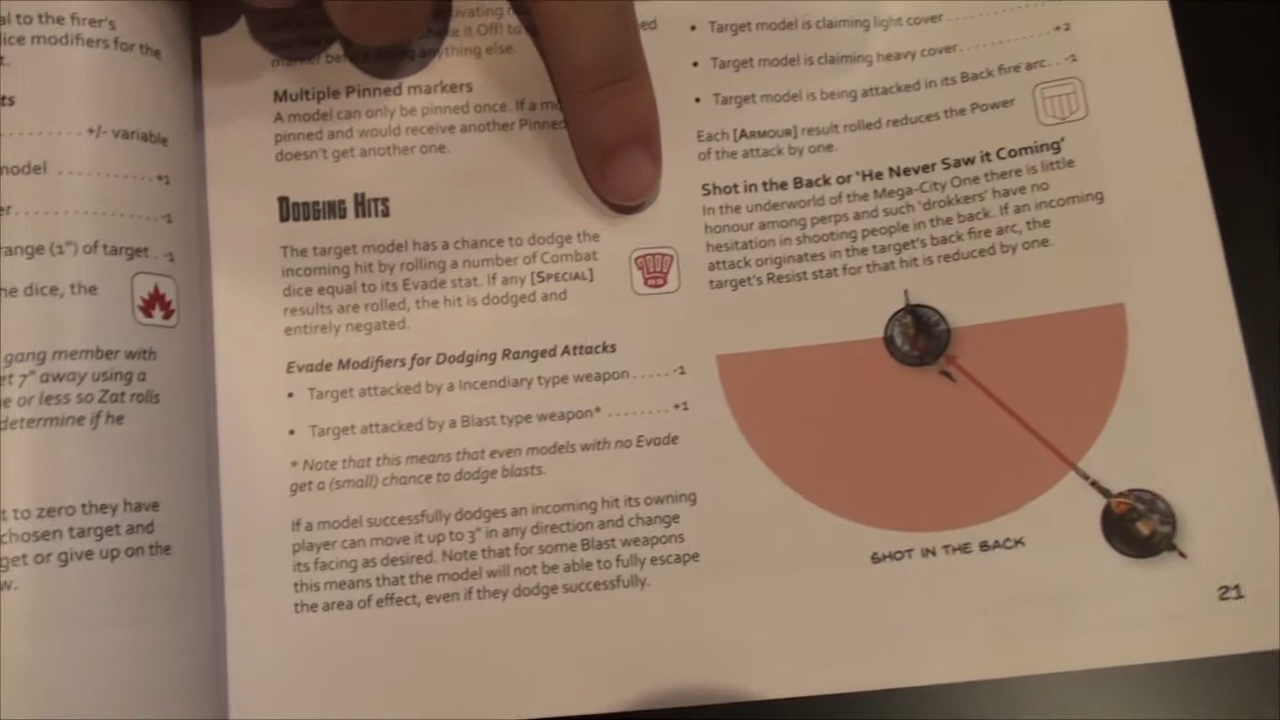 al to the firer's
lice modifiers for the
t.
ts
+/- variable
nodel ............+1
er..................-1
range (1") of target..-1
ne dice, the
gang member with
et 7" away using a
e or less so Zat rolls
determine if he
t to zero they have
chosen target and
get or give up on the
w.
it Off! to
marker before doing anything else.
Multiple Pinned markers
A model can only be pinned once. If a mo
pinned and would receive another Pinned
doesn't get another one.
DODGING HITS
The target model has a chance to dodge the
incoming hit by rolling a number of Combat
dice equal to its Evade stat. If any [SPECIAL]
results are rolled, the hit is dodged and
entirely negated.
Evade Modifiers for Dodging Ranged Attacks
• Target attacked by a Incendiary type weapon.....-1
• Target attacked by a Blast type weapon* ........+1
* Note that this means that even models with no Evade
get a (small) chance to dodge blasts.
If a model successfully dodges an incoming hit its owning
player can move it up to 3" in any direction and change
its facing as desired. Note that for some Blast weapons
this means that the model will not be able to fully escape
the area of effect, even if they dodge successfully.
• Target model is claiming light cover
• Target model is claiming heavy cover...............+2
• Target model is being attacked in its Back fire arc...-1
Each [ARMOUR] result rolled reduces the Power
of the attack by one.
Shot in the Back or 'He Never Saw it Coming'
In the underworld of the Mega-City One there is little
honour among perps and such 'drokkers' have no
hesitation in shooting people in the back. If an incoming
attack originates in the target's back fire arc, the
target's Resist stat for that hit is reduced by one.
SHOT IN THE BACK
21